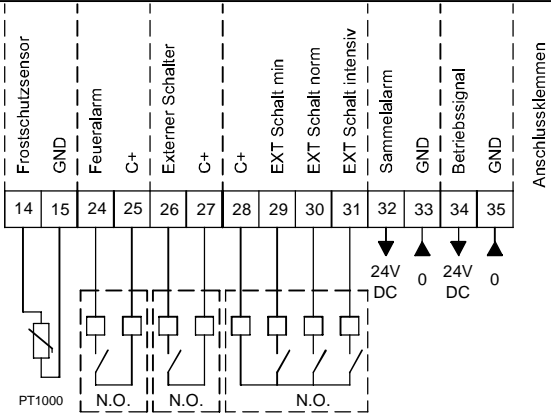 Frostschutzsensor
GND
Feueralarm
C+
Externer Schalter
C+
C+
EXT Schalt min
EXT Schalt norm
EXT Schalt intensiv
Sammelalarm
GND
Betriebssignal
GND
Anschlussklemmen
14 15 24 25 26 27 28 29 30 31 32 33 34 35
24V DC
0
24V DC
0
PT1000
N.O.
N.O.
N.O.